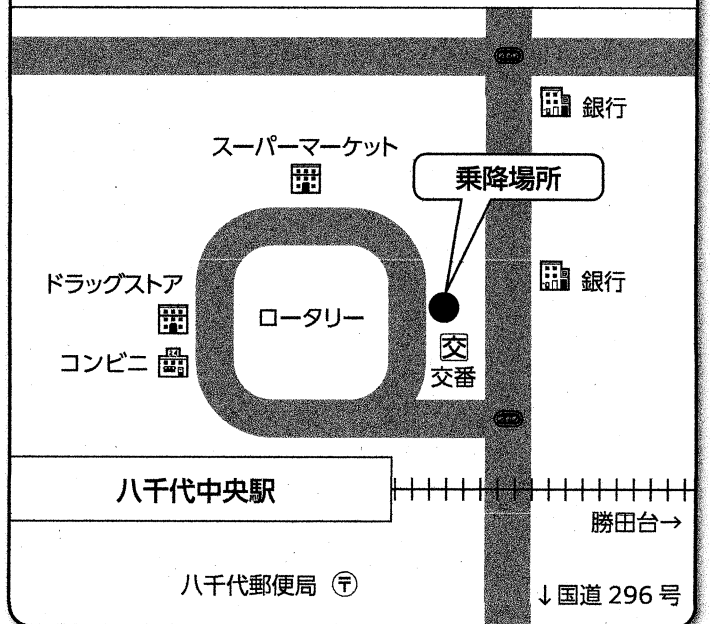 銀行
スーパーマーケット
乗降場所
ドラッグストア
銀行
ロータリー
コンビニ
交
交番
八千代中央駅
勝田台→
八千代郵便局 〒
↓国道 296 号